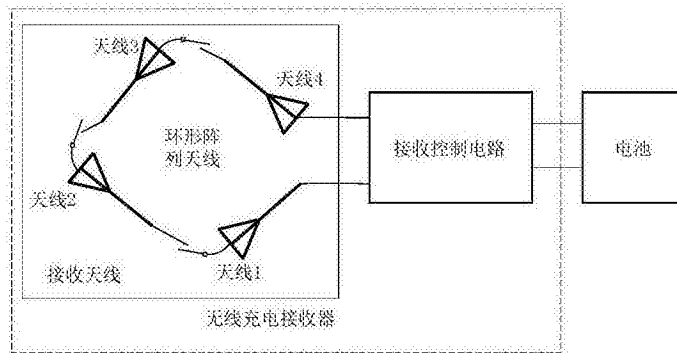 天线3
天线4
环形阵
列天线
接收控制电路
电池
天线2
天线1
接收天线
无线充电接收器